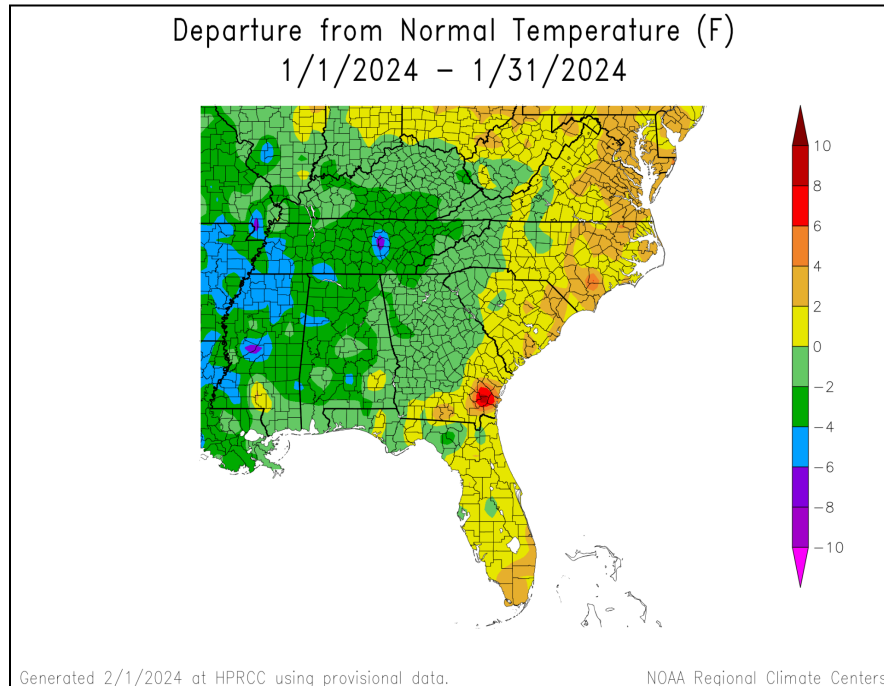 Departure from Normal Temperature (F)
1/1/2024 – 1/31/2024
10
8
6
4
2
0
−2
−4
−6
−8
−10
Generated 2/1/2024 at HPRCC using provisional data.
NOAA Regional Climate Centers